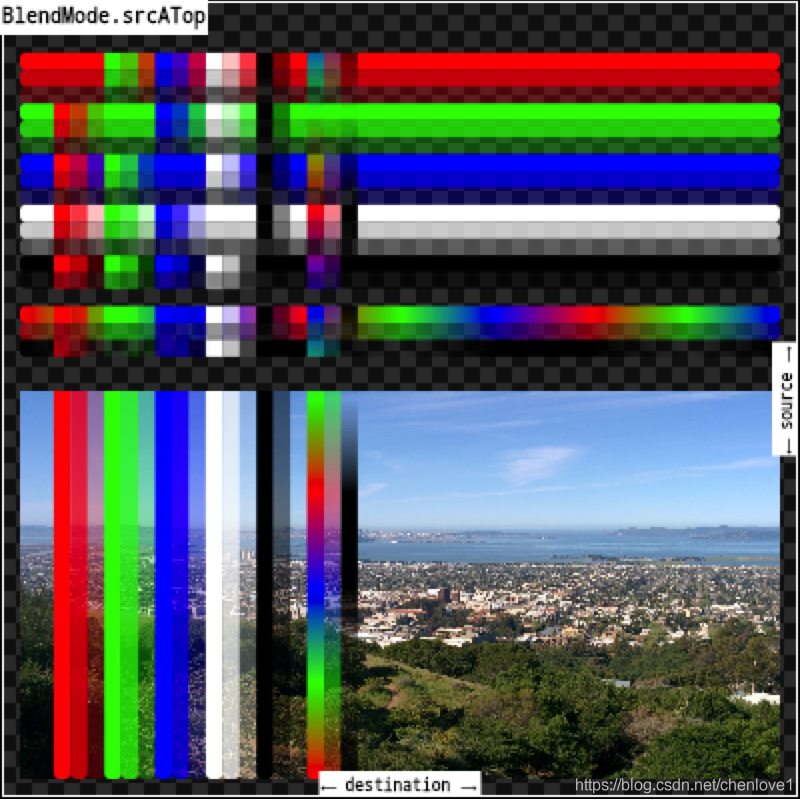 BlendMode.srcATop
← source →
← destination →
https://blog.csdn.net/chenlove1